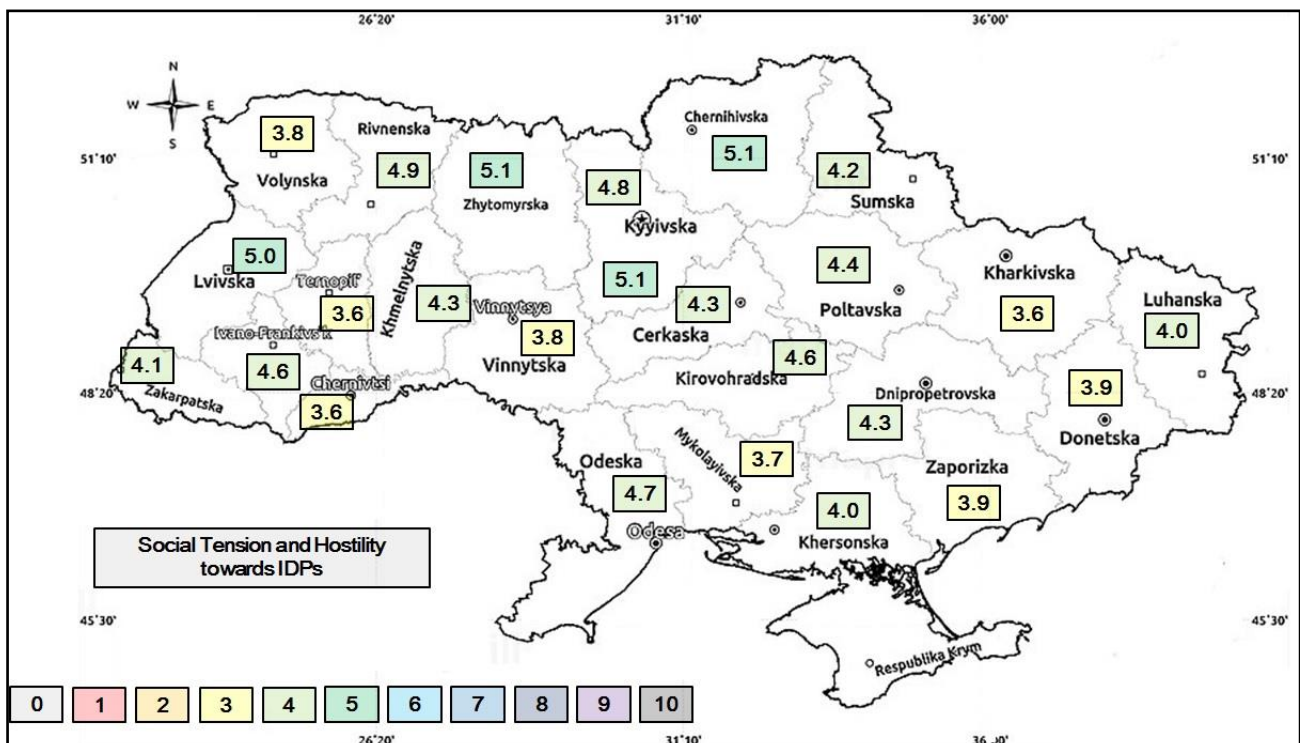 26°20'
31°10'
36°00'
N
W E
S
51°10'
51°10'
3.8
Volynska
Rivnenska
4.9
5.1
Zhytomyrska
4.8
Kyyivska
5.1
Chernihivska
5.1
4.2
Sumska
5.0
Lvivska
Ternopil'
3.6
Khmelnytska
4.3
Vinnytsya
3.8
Vinnytska
4.3
Cerkaska
4.4
Poltavska
Kharkivska
3.6
Luhanska
4.0
Ivano-Frankivs'k
4.6
4.1
Zakarpatska
Chernivtsi
3.6
4.6
Kirovohradska
Dnipropetrovska
4.3
3.9
Donetska
48°20'
48°20'
Odeska
4.7
Odesa
Mykolayivska
3.7
4.0
Khersonska
Zaporizka
3.9
Social Tension and Hostility
towards IDPs
45°30'
45°30'
Respublika Krym
0 1 2 3 4 5 6 7 8 9 10
26°20'
31°10'